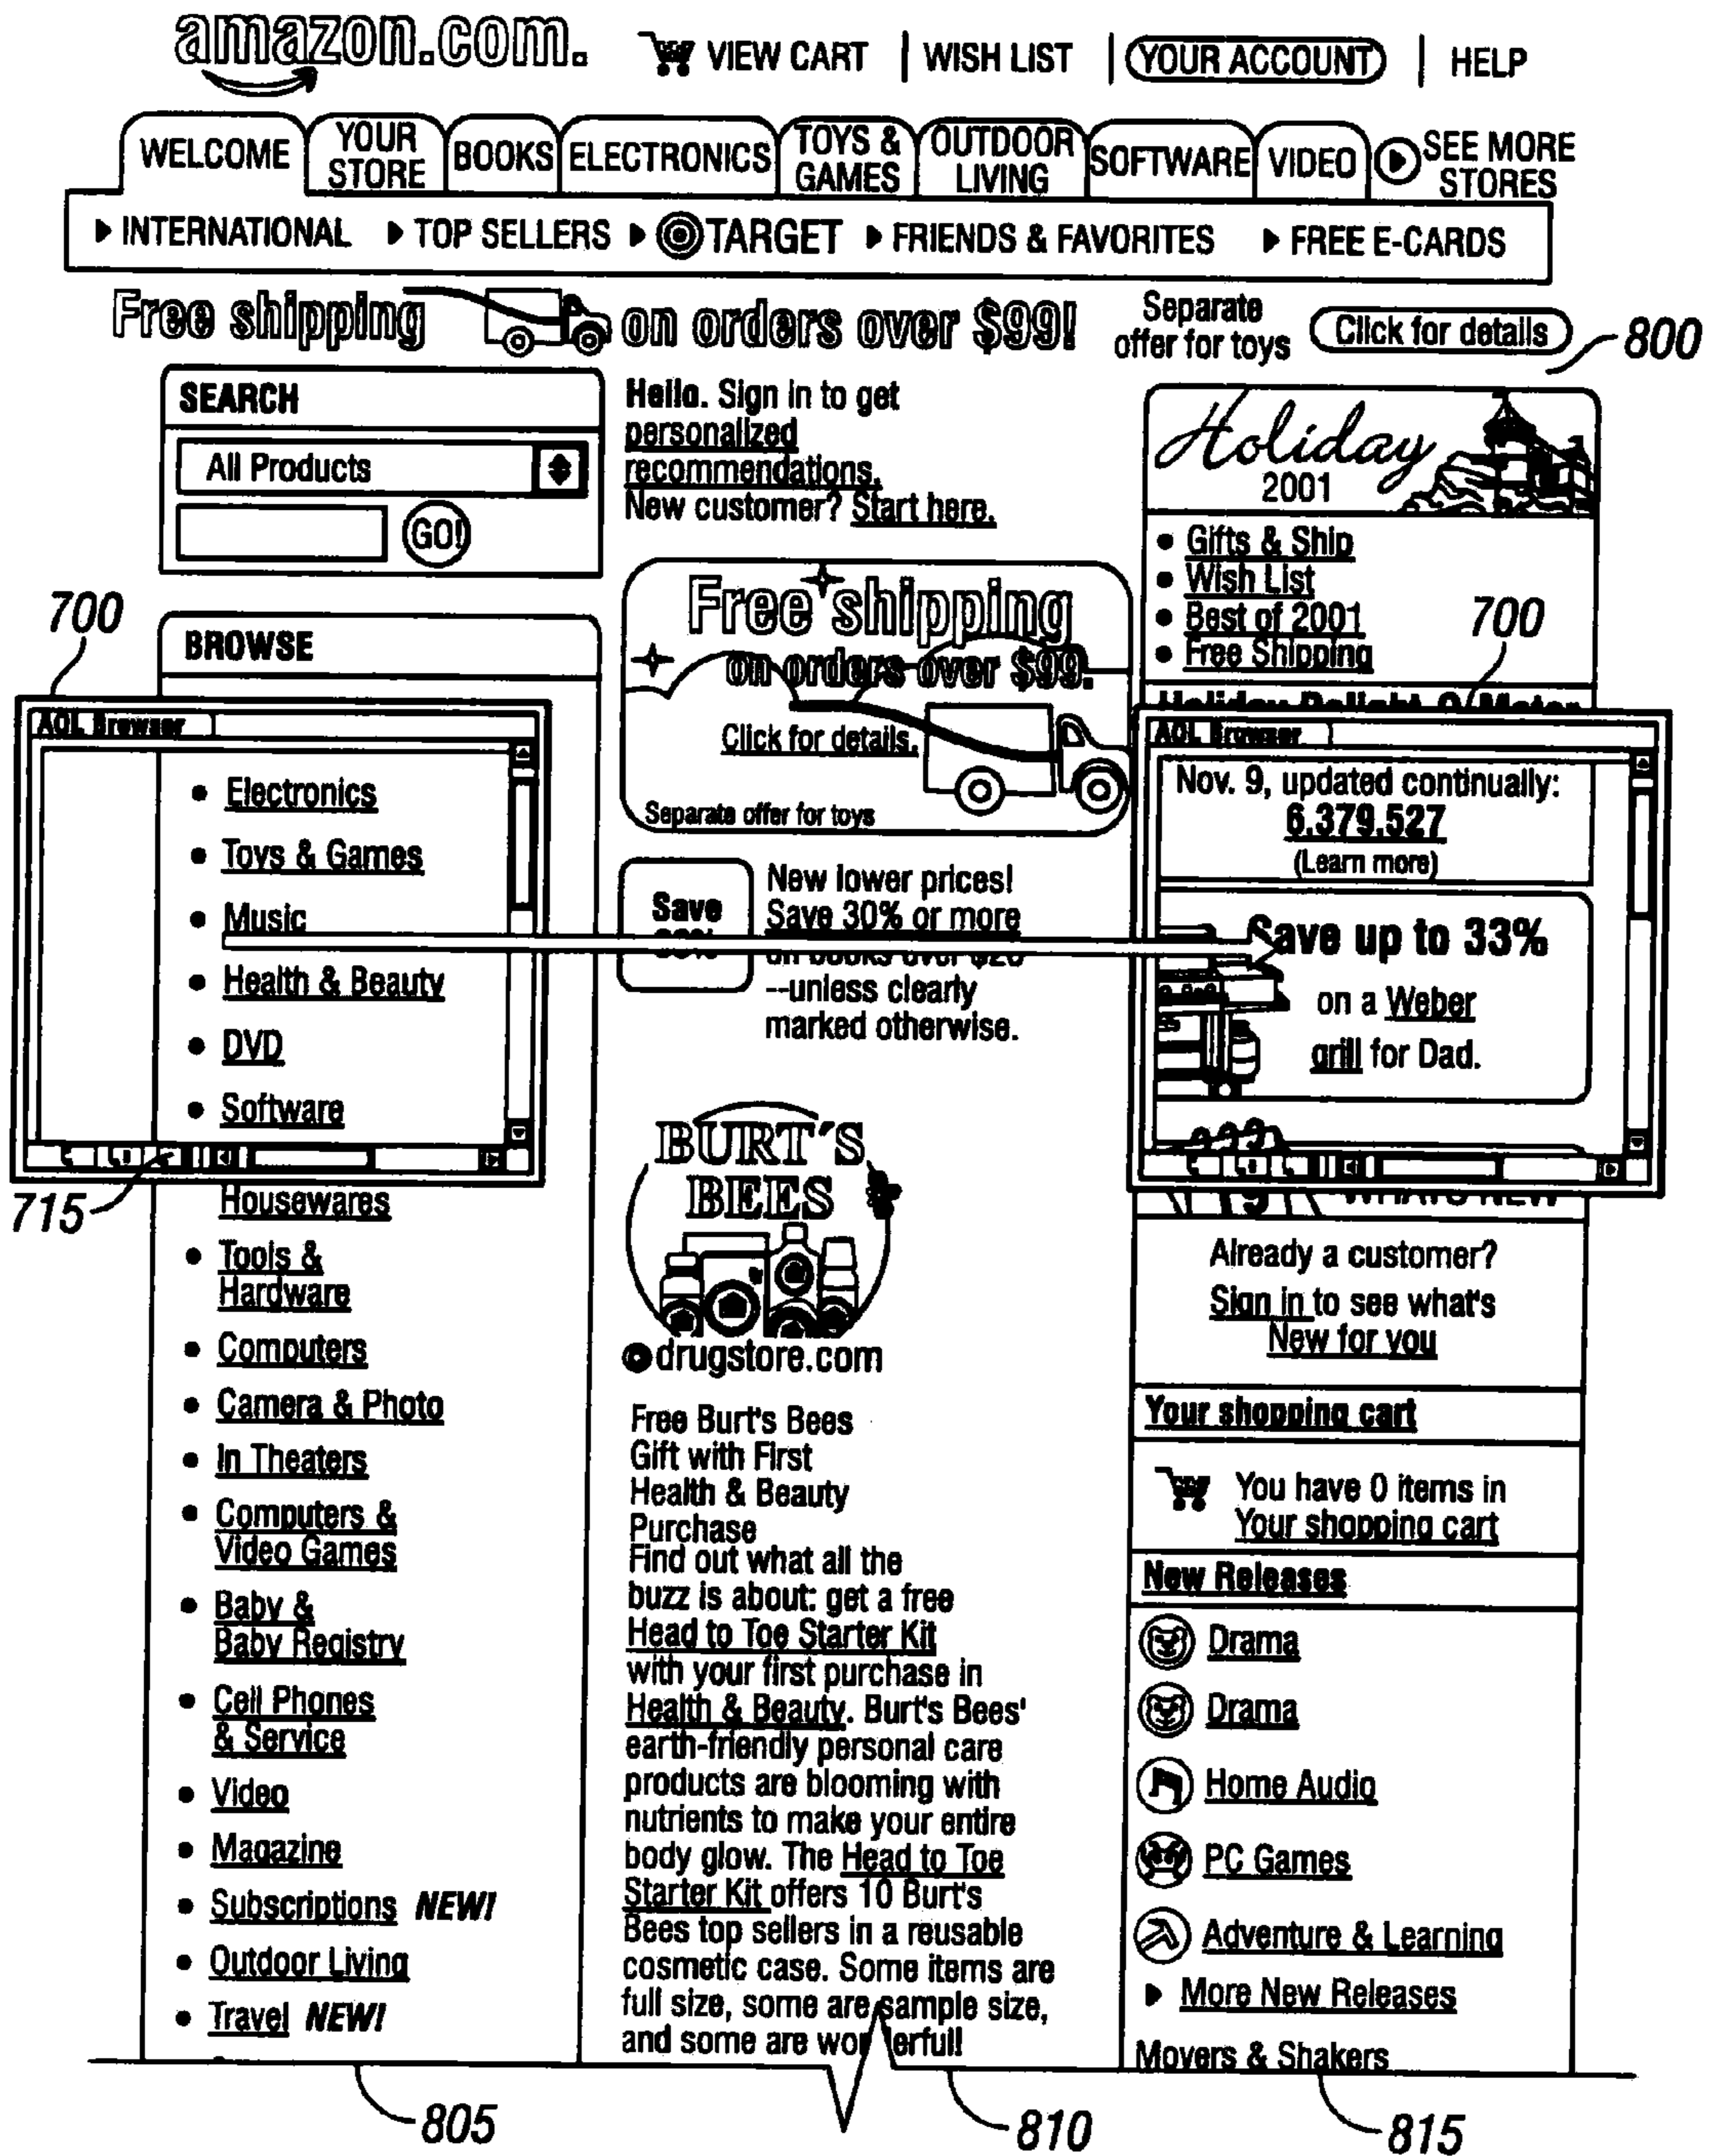 amazon.com.
VIEW CART
WISH LIST
YOUR ACCOUNT
HELP
WELCOME
YOUR
STORE
BOOKS
ELECTRONICS
TOYS &
GAMES
OUTDOOR
LIVING
SOFTWARE
VIDEO
SEE MORE
STORES
INTERNATIONAL
TOP SELLERS
TARGET
FRIENDS & FAVORITES
FREE E-CARDS
Free shipping on orders over $99!
Separate
offer for toys
Click for details
800
SEARCH
All Products
GO!
700
BROWSE
AOL Browser
Electronics
Toys & Games
Music
Health & Beauty
DVD
Software
715
Housewares
Tools &
Hardware
Computers
Camera & Photo
In Theaters
Computers &
Video Games
Baby &
Baby Registry
Cell Phones
& Service
Video
Magazine
Subscriptions NEW!
Outdoor Living
Travel NEW!
805
Hello. Sign in to get
personalized
recommendations.
New customer? Start here.
Free shipping
on orders over $99.
Click for details.
Separate offer for toys
Save
New lower prices!
Save 30% or more
on books over $20
--unless clearly
marked otherwise.
BURT'S
BEES
drugstore.com
Free Burt's Bees
Gift with First
Health & Beauty
Purchase
Find out what all the
buzz is about: get a free
Head to Toe Starter Kit
with your first purchase in
Health & Beauty. Burt's Bees'
earth-friendly personal care
products are blooming with
nutrients to make your entire
body glow. The Head to Toe
Starter Kit offers 10 Burt's
Bees top sellers in a reusable
cosmetic case. Some items are
full size, some are sample size,
and some are wonderful!
810
Holiday
2001
Gifts & Ship
Wish List
Best of 2001
Free Shipping
700
Holiday Delight-O-Meter
AOL Browser
Nov. 9, updated continually:
6,379,527
(Learn more)
Save up to 33%
on a Weber
grill for Dad.
WHAT'S NEW
Already a customer?
Sign in to see what's
New for you
Your shopping cart
You have 0 items in
Your shopping cart
New Releases
Drama
Drama
Home Audio
PC Games
Adventure & Learning
More New Releases
Movers & Shakers
815